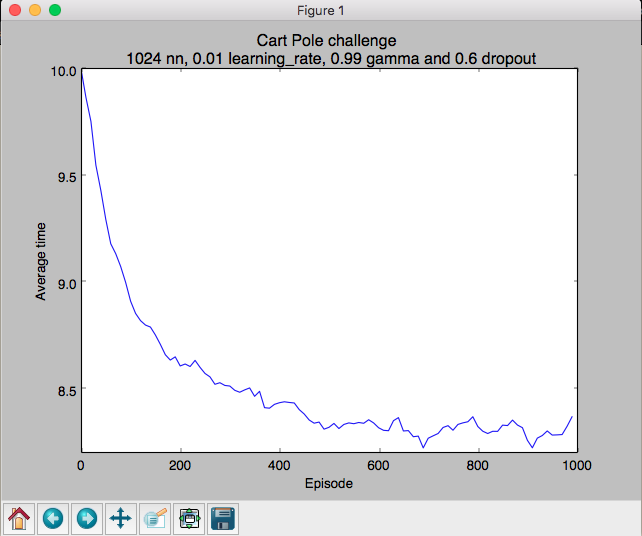 Figure 1
Cart Pole challenge
1024 nn, 0.01 learning_rate, 0.99 gamma and 0.6 dropout
10.0
9.5
9.0
8.5
Average time
0
200
400
600
800
1000
Episode